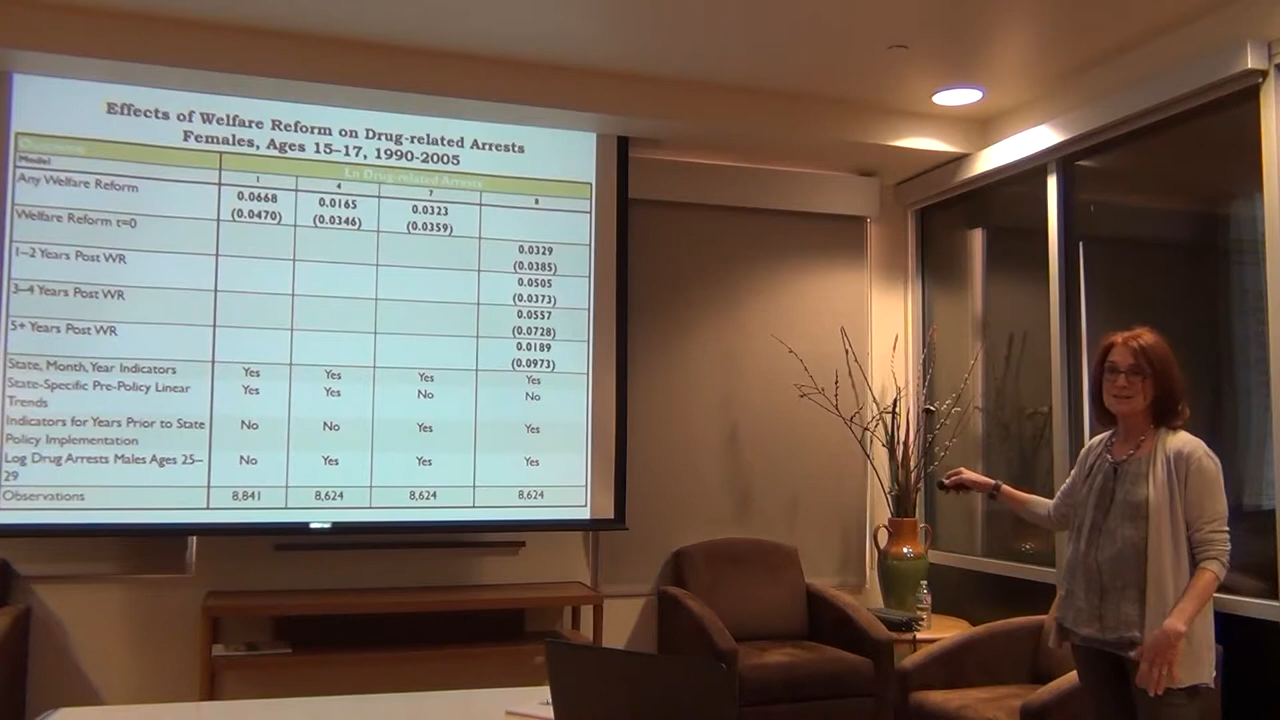 Effects of Welfare Reform on Drug-related Arrests
Females, Ages 15–17, 1990-2005
Outcome Ln Drug-related Arrests
Model 1 4 7 8
Any Welfare Reform 0.0668 0.0165 0.0323
(0.0470) (0.0346) (0.0359)
Welfare Reform t=0 0.0329
(0.0385)
1–2 Years Post WR 0.0505
(0.0373)
3–4 Years Post WR 0.0557
(0.0728)
5+ Years Post WR 0.0189
(0.0973)
State, Month, Year Indicators Yes Yes Yes Yes
State-Specific Pre-Policy Linear Yes Yes No No
Trends
Indicators for Years Prior to State No No Yes Yes
Policy Implementation
Log Drug Arrests Males Ages 25– No Yes Yes Yes
29
Observations 8,841 8,624 8,624 8,624